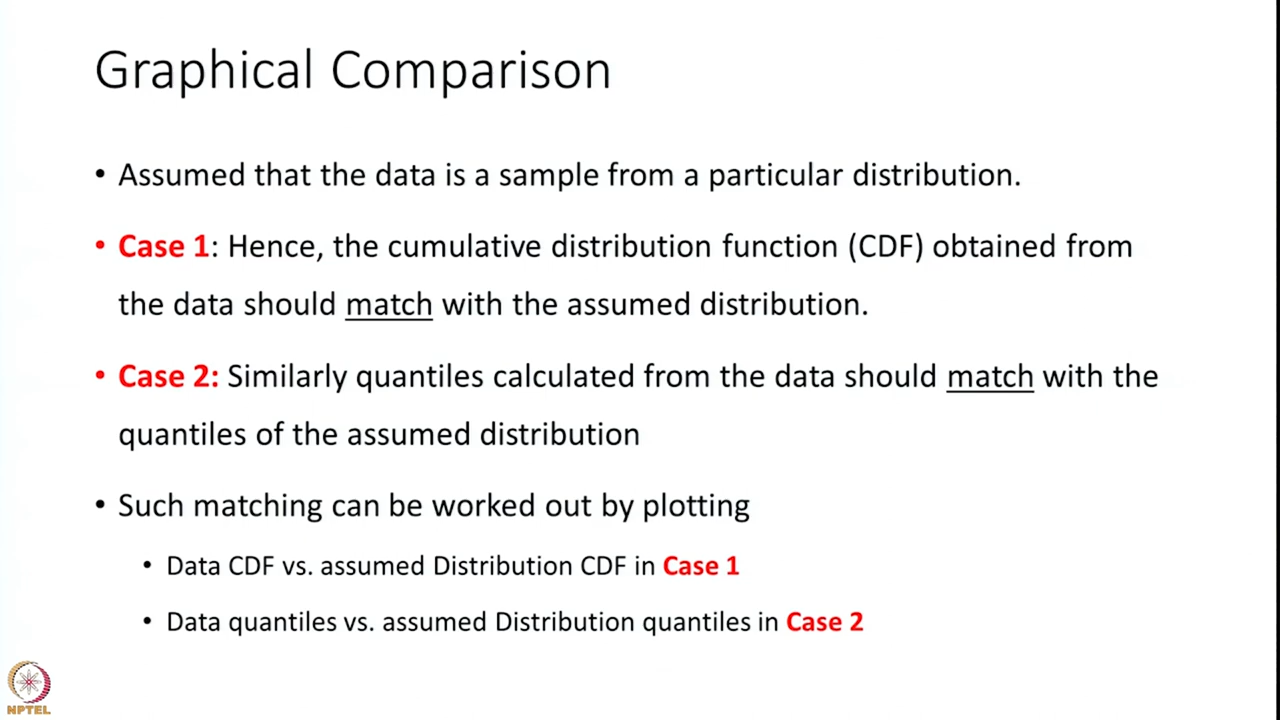 Graphical Comparison
• Assumed that the data is a sample from a particular distribution.
• Case 1: Hence, the cumulative distribution function (CDF) obtained from
the data should match with the assumed distribution.
• Case 2: Similarly quantiles calculated from the data should match with the
quantiles of the assumed distribution
• Such matching can be worked out by plotting
• Data CDF vs. assumed Distribution CDF in Case 1
• Data quantiles vs. assumed Distribution quantiles in Case 2
NPTEL